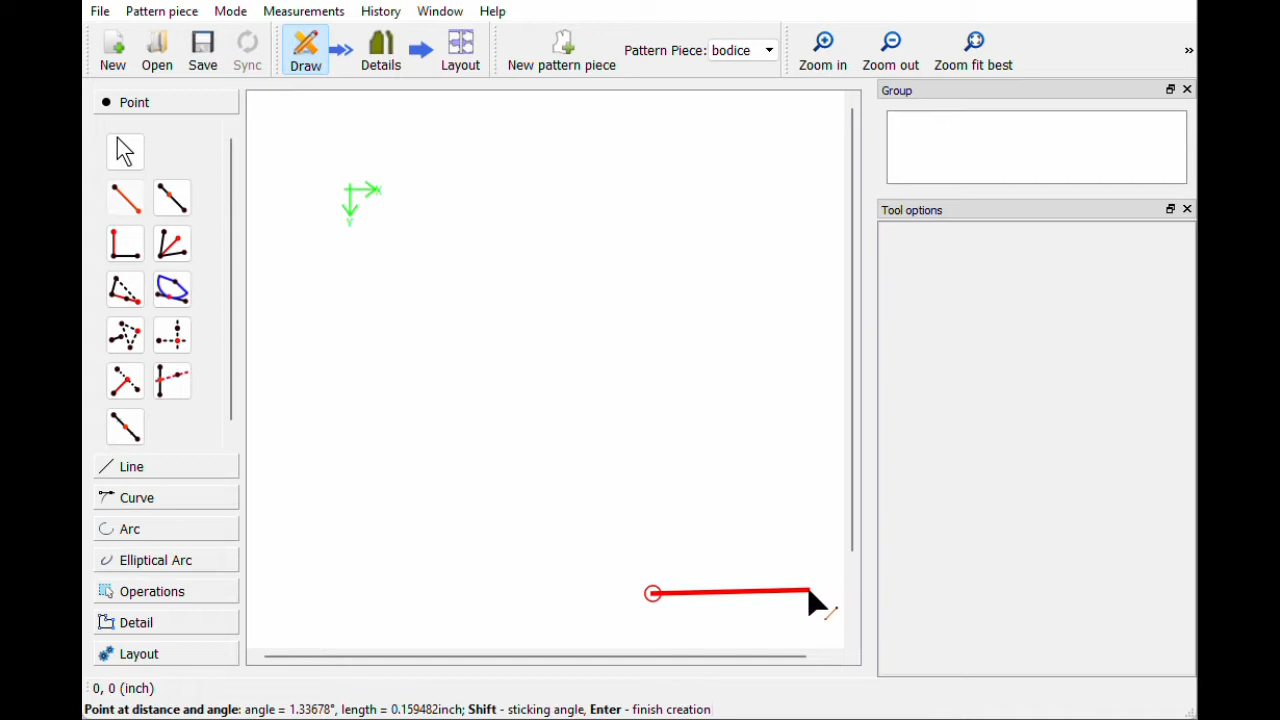 File Pattern piece Mode Measurements History Window Help
New Open Save Sync Draw Details Layout New pattern piece Pattern Piece: bodice Zoom in Zoom out Zoom fit best »
Point
Group
X
Y
Tool options
Line
Curve
Arc
Elliptical Arc
Operations
Detail
Layout
0, 0 (inch)
Point at distance and angle: angle = 1.33678°, length = 0.159482inch; Shift - sticking angle, Enter - finish creation